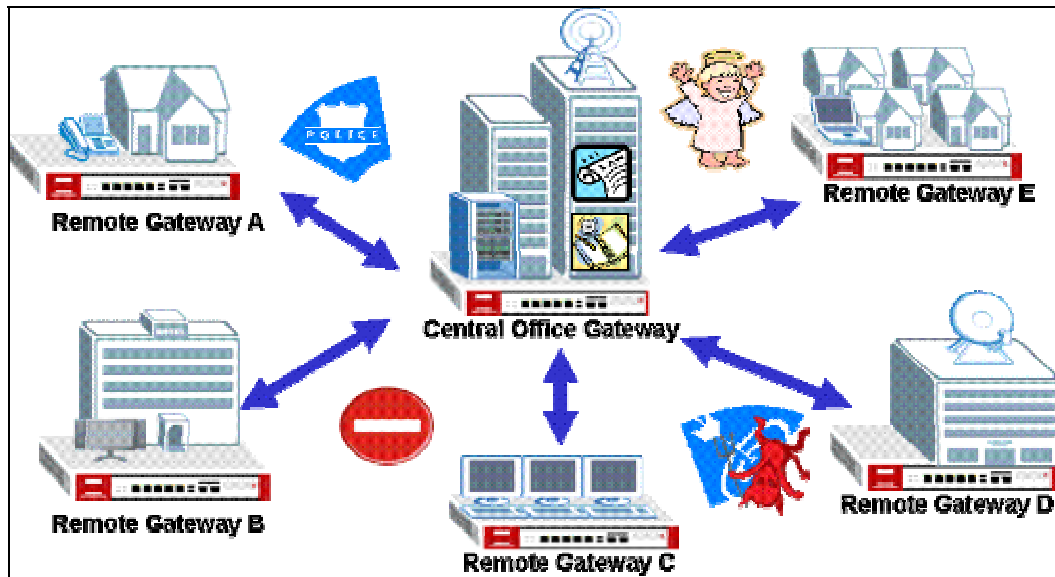 POLICE
Remote Gateway A
Remote Gateway E
Central Office Gateway
Remote Gateway B
Remote Gateway D
Remote Gateway C